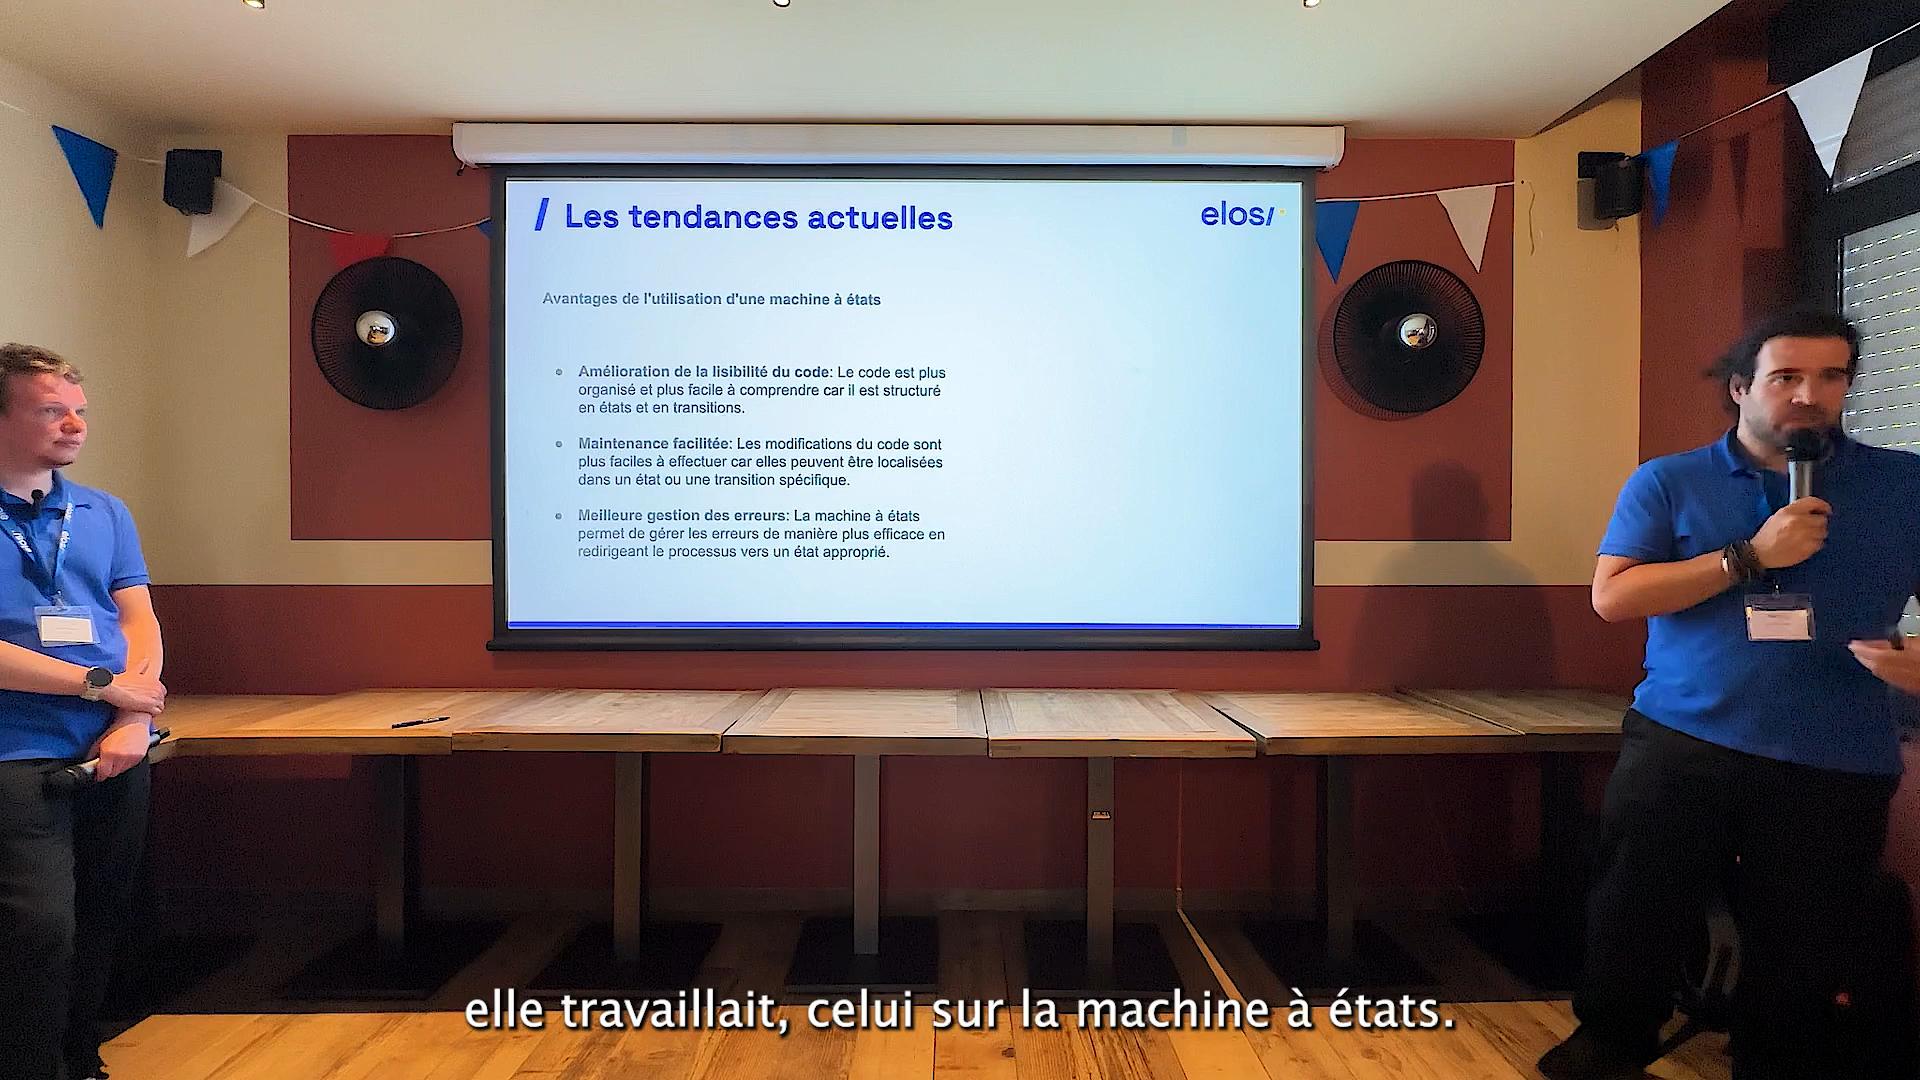 / Les tendances actuelles
elosi
Avantages de l'utilisation d'une machine à états
Amélioration de la lisibilité du code: Le code est plus
organisé et plus facile à comprendre car il est structuré
en états et en transitions.
Maintenance facilitée: Les modifications du code sont
plus faciles à effectuer car elles peuvent être localisées
dans un état ou une transition spécifique.
Meilleure gestion des erreurs: La machine à états
permet de gérer les erreurs de manière plus efficace en
redirigeant le processus vers un état approprié.
elle travaillait, celui sur la machine à états.